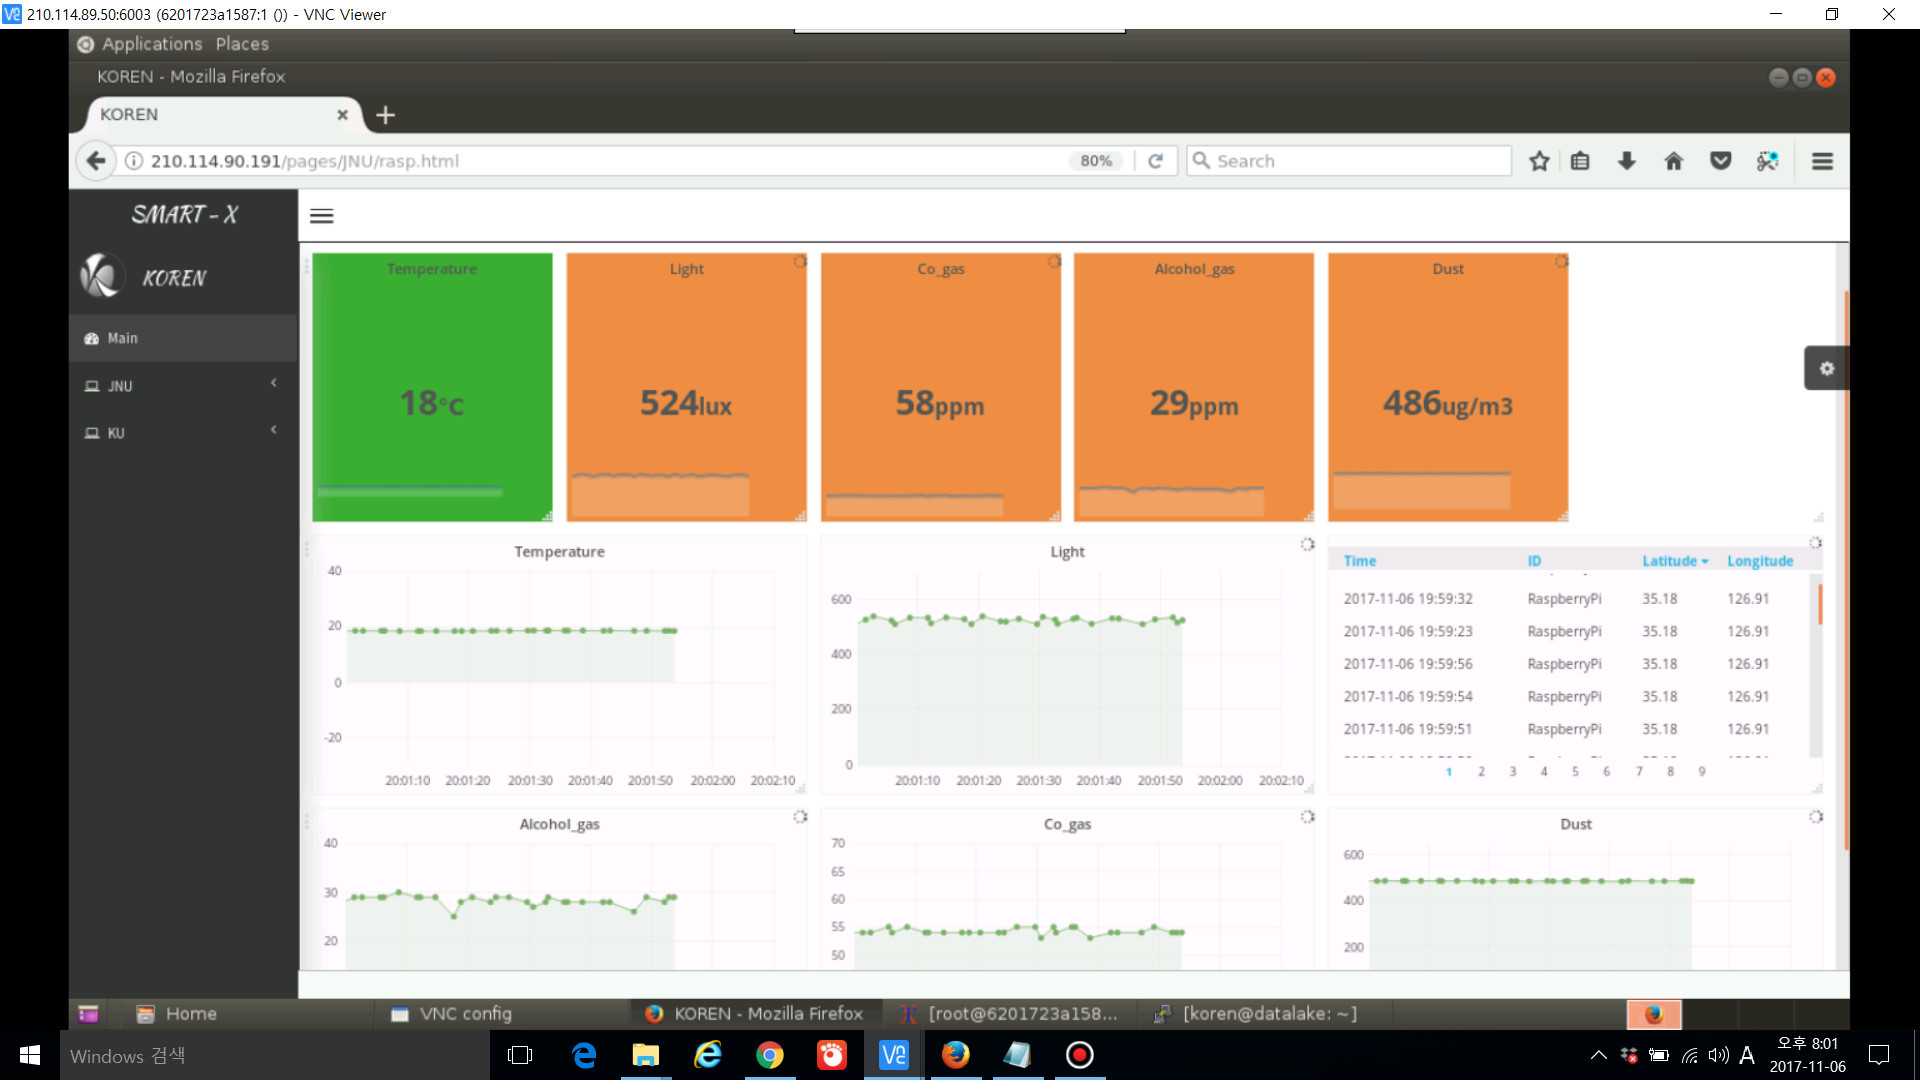 210.114.89.50:6003 (6201723a1587:1 ()) - VNC Viewer
Applications Places
KOREN - Mozilla Firefox
KOREN
210.114.90.191/pages/JNU/rasp.html 80% Search
SMART - X
KOREN
Main
JNU
KU
Temperature Light Co_gas Alcohol_gas Dust
18°C 524lux 58ppm 29ppm 486ug/m3
Temperature
40
20
0
-20
20:01:10 20:01:20 20:01:30 20:01:40 20:01:50 20:02:00 20:02:10
Light
600
400
200
0
20:01:10 20:01:20 20:01:30 20:01:40 20:01:50 20:02:00 20:02:10
Time ID Latitude Longitude
2017-11-06 19:59:32 RaspberryPi 35.18 126.91
2017-11-06 19:59:23 RaspberryPi 35.18 126.91
2017-11-06 19:59:56 RaspberryPi 35.18 126.91
2017-11-06 19:59:54 RaspberryPi 35.18 126.91
2017-11-06 19:59:51 RaspberryPi 35.18 126.91
1 2 3 4 5 6 7 8 9
Alcohol_gas
40
30
20
Co_gas
70
65
60
55
50
Dust
600
400
200
Home VNC config KOREN - Mozilla Firefox [root@6201723a158... [koren@datalake: ~]
Windows 검색
A
오후 8:01
2017-11-06